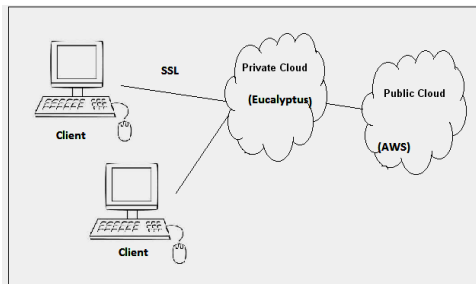 SSL
Private Cloud
(Eucalyptus)
Public Cloud
(AWS)
Client
Client